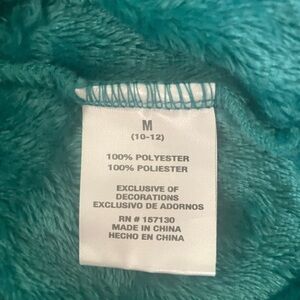 M
(10-12)
100% POLYESTER
100% POLIESTER
EXCLUSIVE OF
DECORATIONS
EXCLUSIVO DE ADORNOS
RN # 157130
MADE IN CHINA
HECHO EN CHINA